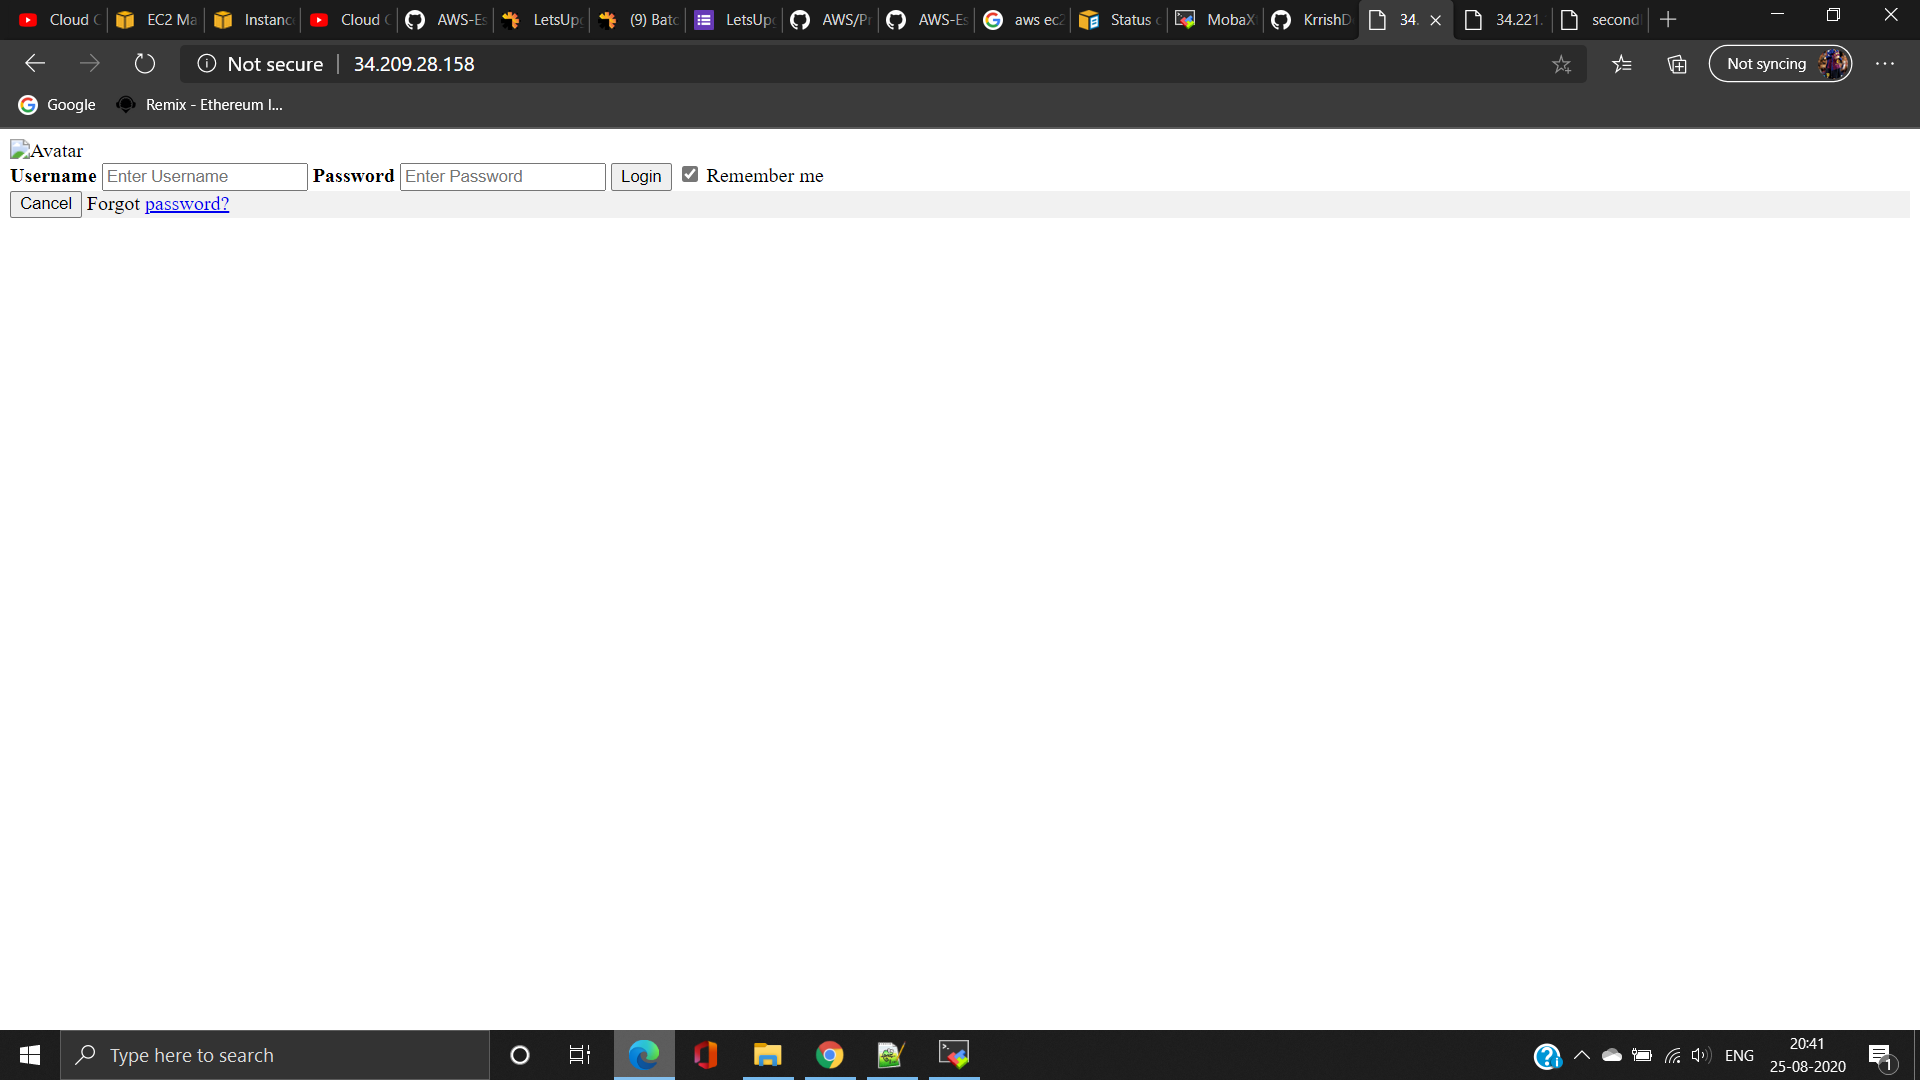 Cloud C EC2 Ma Instanc Cloud C AWS-Es LetsUp (9) Batc LetsUp AWS/Pr AWS-Es aws ec2 Status c MobaX KrrishD 34. 34.221. second
Not secure 34.209.28.158 Not syncing
Google Remix - Ethereum I...
Avatar
Username Enter Username Password Enter Password Login Remember me
Cancel Forgot password?
Type here to search ENG 20:41
25-08-2020 1